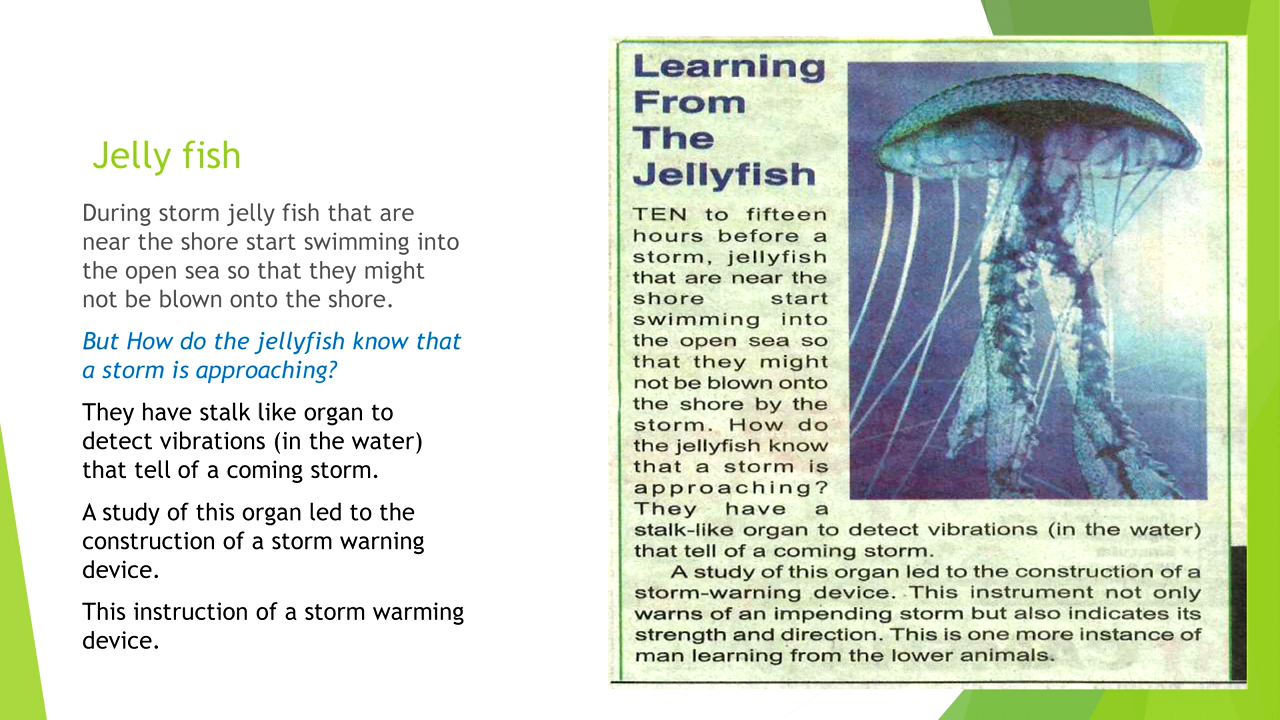 Jelly fish
During storm jelly fish that are
near the shore start swimming into
the open sea so that they might
not be blown onto the shore.
But How do the jellyfish know that
a storm is approaching?
They have stalk like organ to
detect vibrations (in the water)
that tell of a coming storm.
A study of this organ led to the
construction of a storm warning
device.
This instruction of a storm warming
device.
Learning
From
The
Jellyfish
TEN to fifteen
hours before a
storm, jellyfish
that are near the
shore start
swimming into
the open sea so
that they might
not be blown onto
the shore by the
storm. How do
the jellyfish know
that a storm is
approaching?
They have a
stalk-like organ to detect vibrations (in the water)
that tell of a coming storm.
A study of this organ led to the construction of a
storm-warning device. This instrument not only
warns of an impending storm but also indicates its
strength and direction. This is one more instance of
man learning from the lower animals.